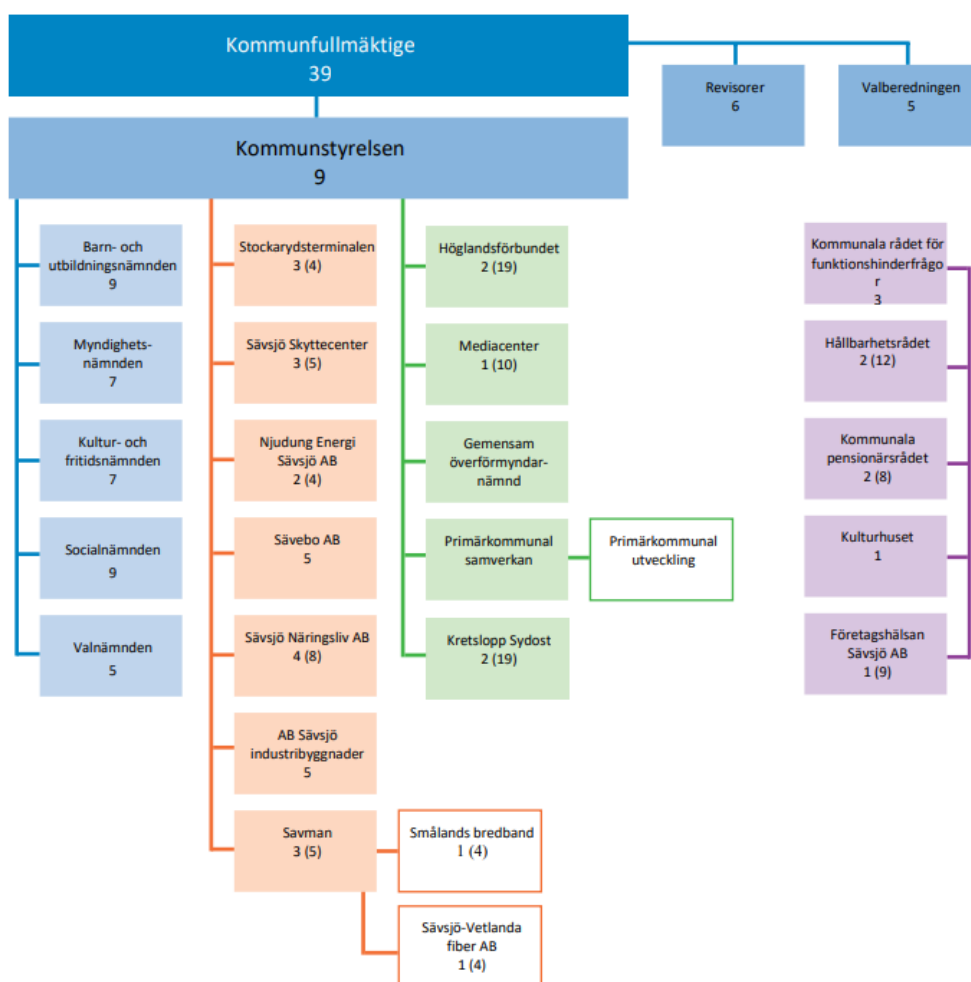 Kommunfullmäktige
39
Revisorer
6
Valberedningen
5
Kommunstyrelsen
9
Barn- och
utbildningsnämnden
9
Myndighets-
nämnden
7
Kultur- och
fritidsnämnden
7
Socialnämnden
9
Valnämnden
5
Stockarydsterminalen
3 (4)
Sävsjö Skyttecenter
3 (5)
Njudung Energi
Sävsjö AB
2 (4)
Sävebo AB
5
Sävsjö Näringsliv AB
4 (8)
AB Sävsjö
industribyggnader
5
Savman
3 (5)
Smålands bredband
1 (4)
Sävsjö-Vetlanda
fiber AB
1 (4)
Höglandsförbundet
2 (19)
Mediacenter
1 (10)
Gemensam
överförmyndar-
nämnd
Primärkommunal
samverkan
Primärkommunal
utveckling
Kretslopp Sydost
2 (19)
Kommunala rådet för
funktionshinderfrågo
r
3
Hållbarhetsrådet
2 (12)
Kommunala
pensionärsrådet
2 (8)
Kulturhuset
1
Företagshälsan
Sävsjö AB
1 (9)